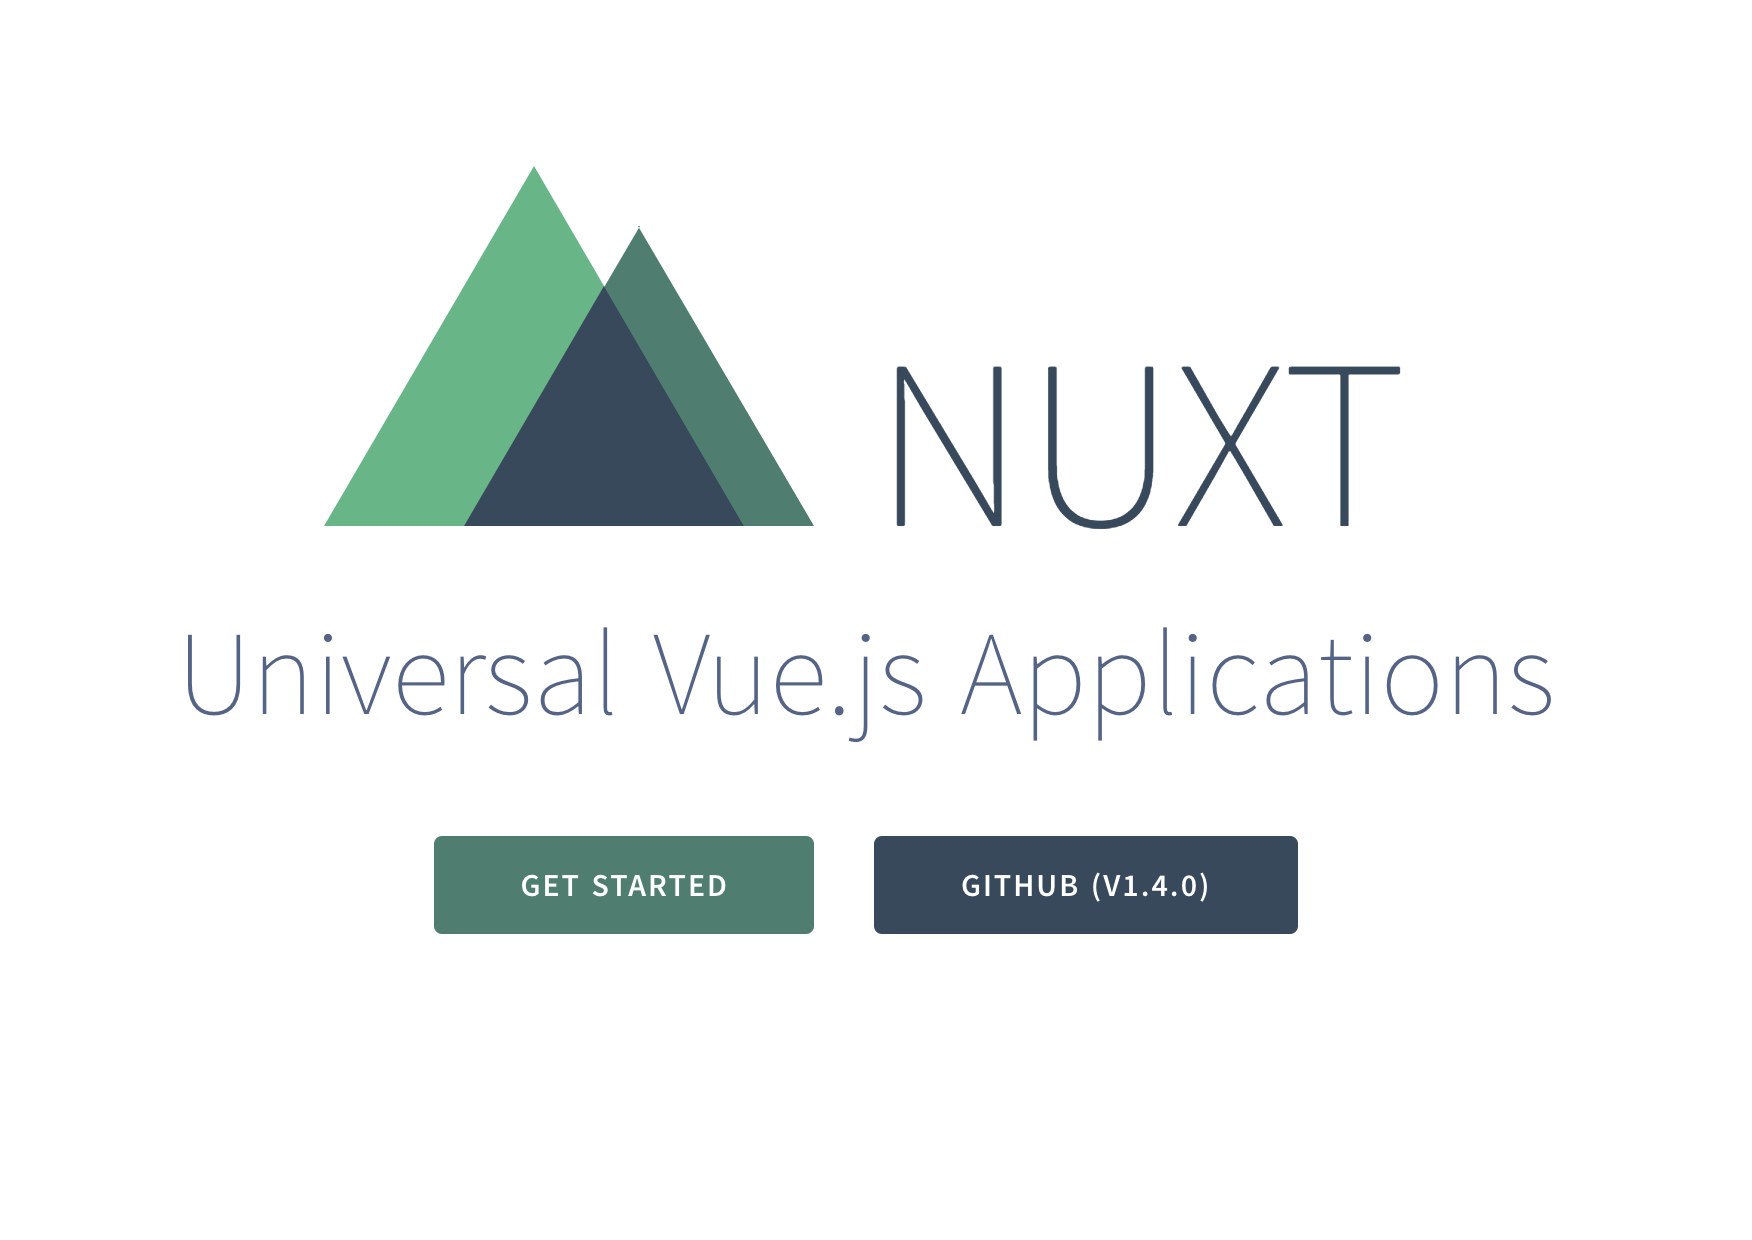 NUXT
Universal Vue.js Applications
GET STARTED
GITHUB (V1.4.0)